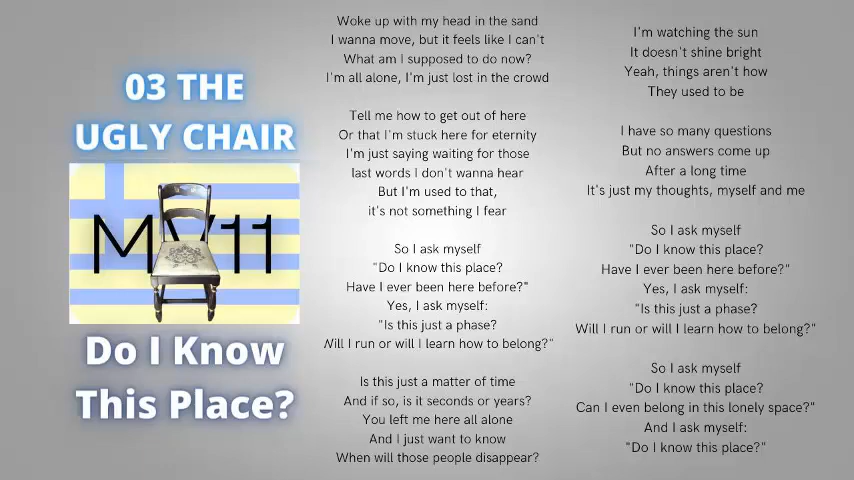 03 THE
UGLY CHAIR
MV11
Do I Know
This Place?
Woke up with my head in the sand
I wanna move, but it feels like I can't
What am I supposed to do now?
I'm all alone, I'm just lost in the crowd
Tell me how to get out of here
Or that I'm stuck here for eternity
I'm just saying waiting for those
last words I don't wanna hear
But I'm used to that,
it's not something I fear
So I ask myself
"Do I know this place?
Have I ever been here before?"
Yes, I ask myself:
"Is this just a phase?
Will I run or will I learn how to belong?"
Is this just a matter of time
And if so, is it seconds or years?
You left me here all alone
And I just want to know
When will those people disappear?
I'm watching the sun
It doesn't shine bright
Yeah, things aren't how
They used to be
I have so many questions
But no answers come up
After a long time
It's just my thoughts, myself and me
So I ask myself
"Do I know this place?
Have I ever been here before?"
Yes, I ask myself:
"Is this just a phase?
Will I run or will I learn how to belong?"
So I ask myself
"Do I know this place?
Can I even belong in this lonely space?"
And I ask myself:
"Do I know this place?"